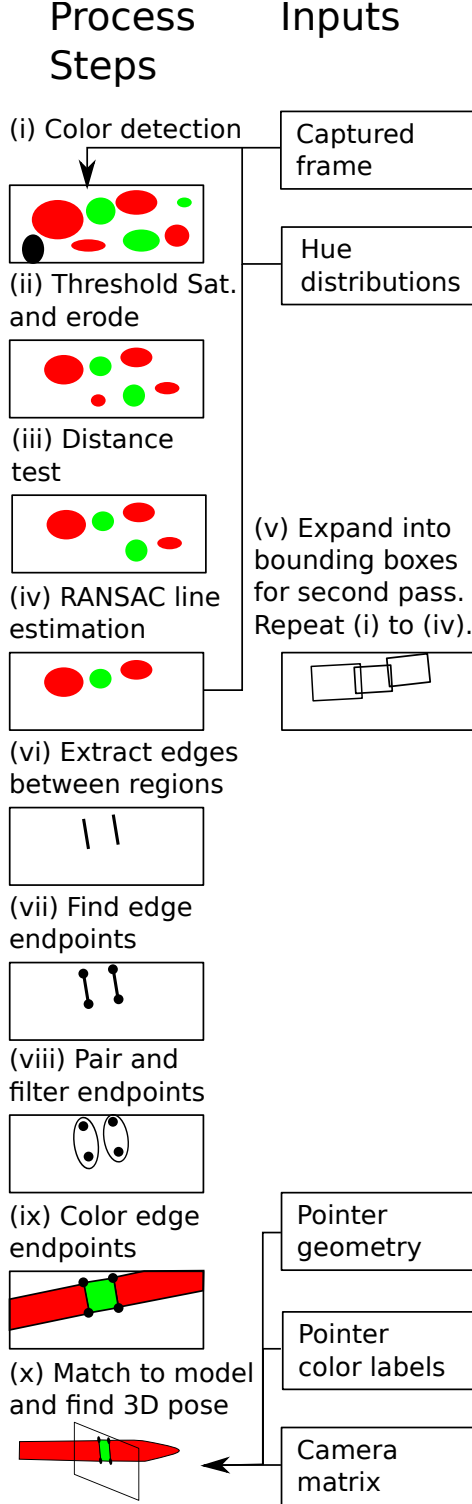 Process
Steps
Inputs
(i) Color detection
Captured
frame
Hue
distributions
(ii) Threshold Sat.
and erode
(iii) Distance
test
(iv) RANSAC line
estimation
(v) Expand into
bounding boxes
for second pass.
Repeat (i) to (iv).
(vi) Extract edges
between regions
(vii) Find edge
endpoints
(viii) Pair and
filter endpoints
(ix) Color edge
endpoints
Pointer
geometry
Pointer
color labels
(x) Match to model
and find 3D pose
Camera
matrix